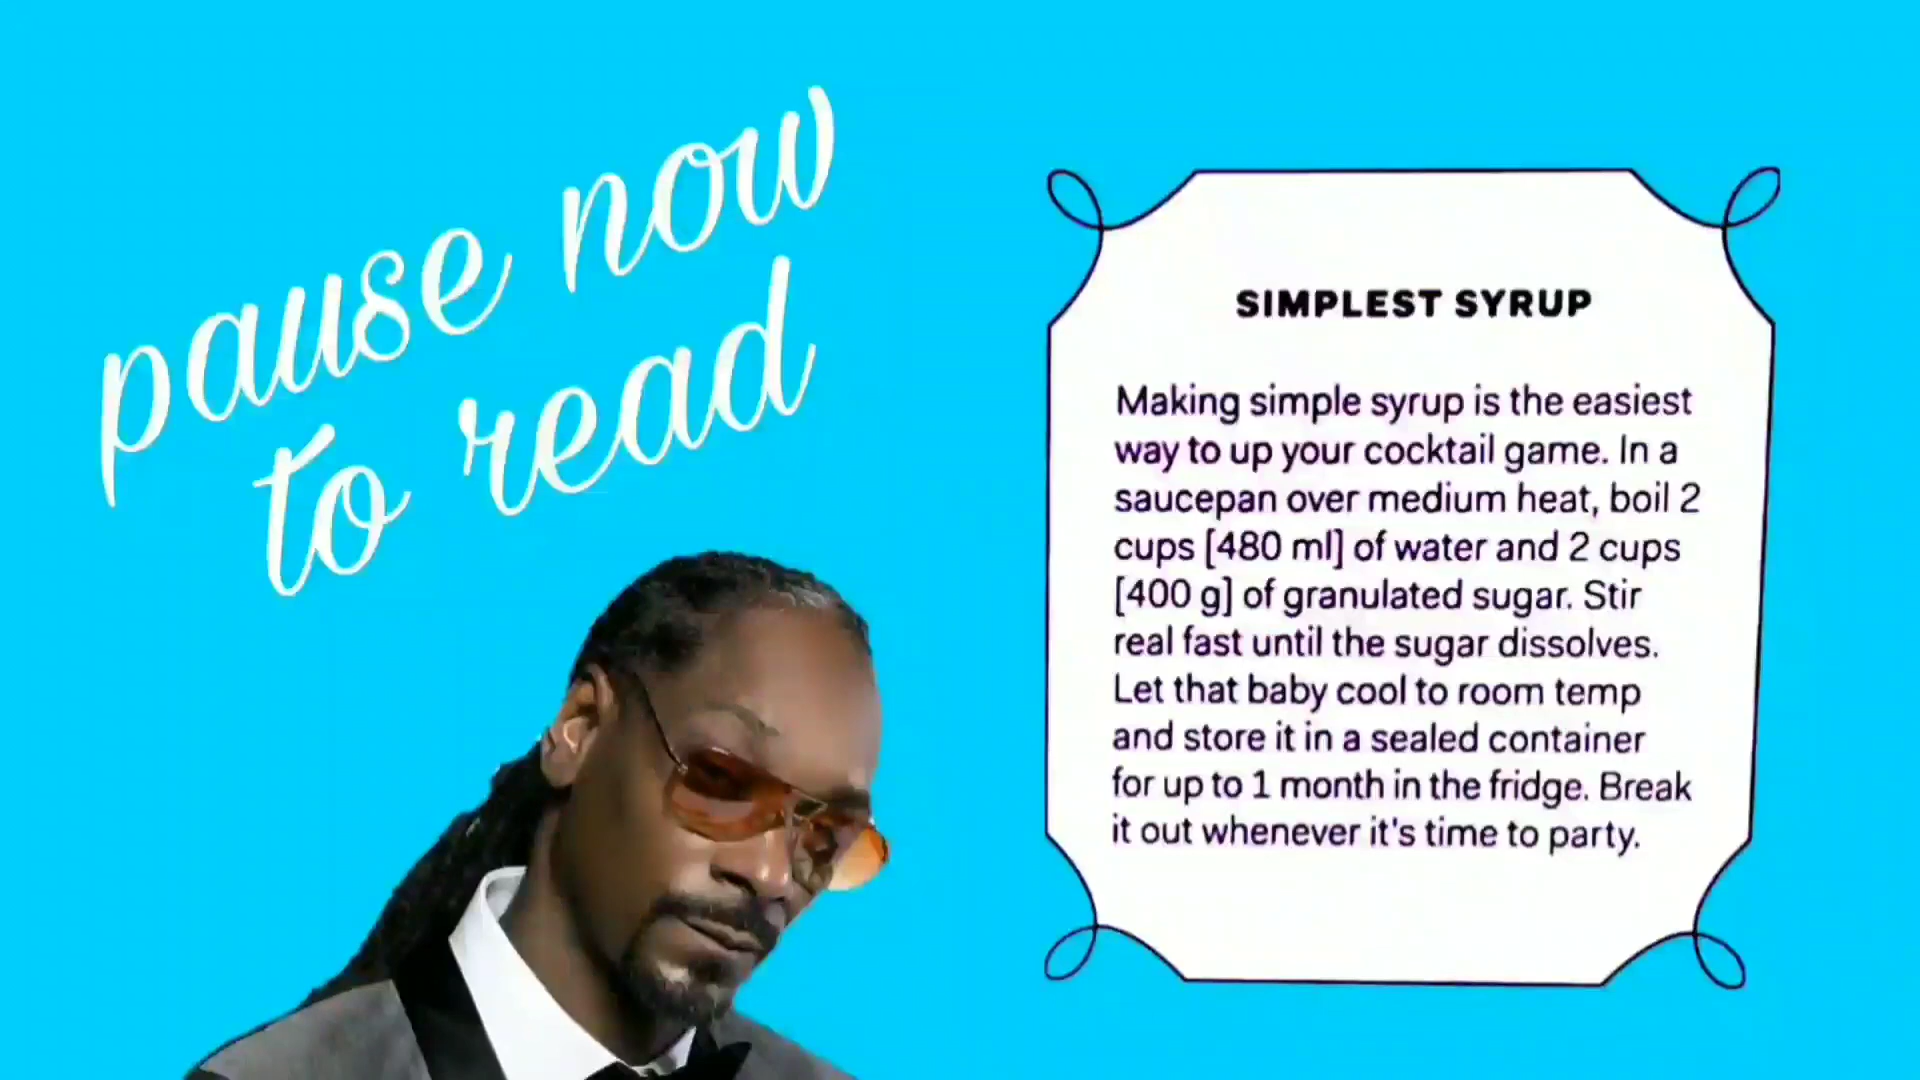 pause now
to read
SIMPLEST SYRUP
Making simple syrup is the easiest
way to up your cocktail game. In a
saucepan over medium heat, boil 2
cups [480 ml] of water and 2 cups
[400 g] of granulated sugar. Stir
real fast until the sugar dissolves.
Let that baby cool to room temp
and store it in a sealed container
for up to 1 month in the fridge. Break
it out whenever it's time to party.